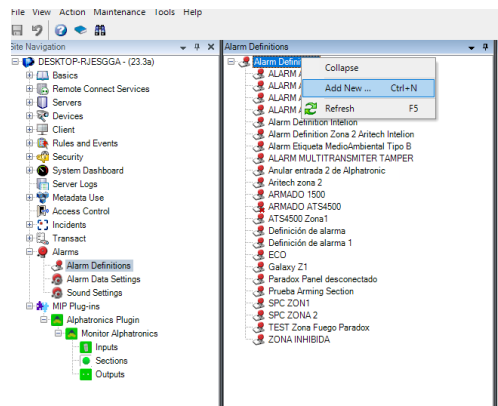 File View Action Maintenance Tools Help
Site Navigation
DESKTOP-RJESGGA - (23.3a)
Basics
Remote Connect Services
Servers
Devices
Client
Rules and Events
Security
System Dashboard
Server Logs
Metadata Use
Access Control
Incidents
Transact
Alarms
Alarm Definitions
Alarm Data Settings
Sound Settings
MIP Plug-ins
Alphatronics Plugin
Monitor Alphatronics
Inputs
Sections
Outputs
Alarm Definitions
Alarm Defini
ALARM
ALARM
ALARM
ALARM
Alarm Definition Intelion
Alarm Definition Zona 2 Aritech Intelion
Alarm Etiqueta MedioAmbiental Tipo B
ALARM MULTITRANSMITER TAMPER
Anular entrada 2 de Alphatronic
Aritech zona 2
ARMADO 1500
ARMADO ATS4500
ATS4500 Zona1
Definición de alarma
Definición de alarma 1
ECO
Galaxy Z1
Paradox Panel desconectado
Prueba Arming Section
SPC ZON1
SPC ZONA 2
TEST Zona Fuego Paradox
ZONA INHIBIDA
Collapse
Add New ... Ctrl+N
Refresh F5